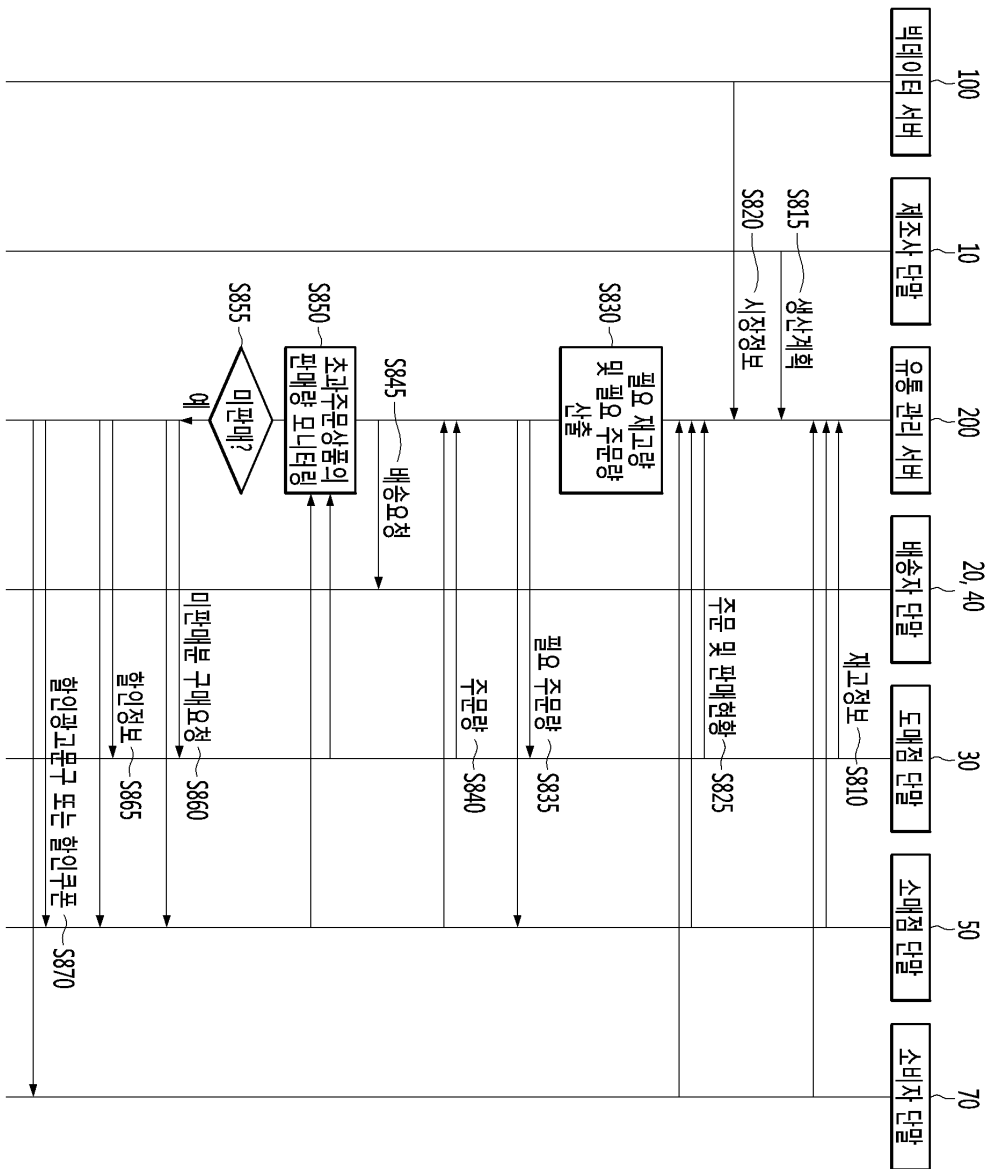 100
10
200
20, 40
30
50
70
빅데이터 서버
제조사 단말
유통 관리 서버
배송자 단말
도매점 단말
소매점 단말
소비자 단말
재고정보
S810
S815
생산계획
S820
시장정보
주문 및 판매현황
S825
S830
필요 재고량
및 필요 주문량
산출
필요 주문량
S835
주문량
S840
S845
배송요청
S850
초과주문상품의
판매량 모니터링
S855
미판매?
예
미판매분 구매요청
S860
할인정보
S865
할인광고문구 또는 할인쿠폰
S870